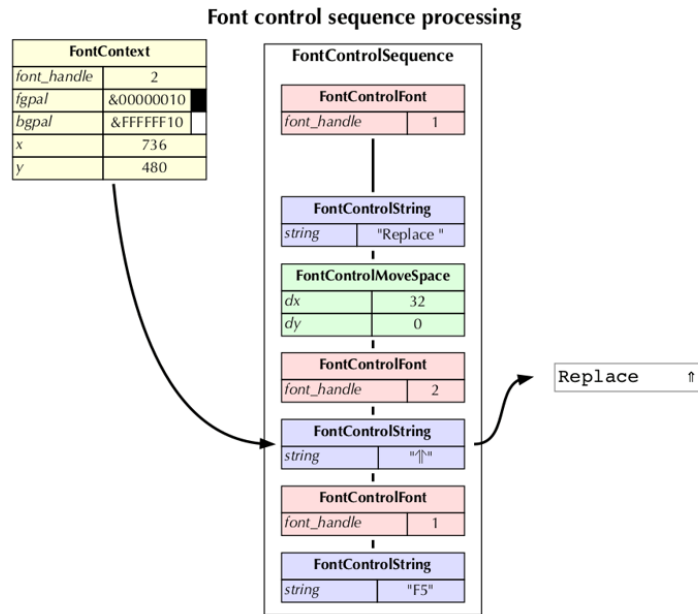 Font control sequence processing
FontContext
font_handle 2
fgpal &00000010
bgpal &FFFFFF10
x 736
y 480
FontControlSequence
FontControlFont
font_handle 1
FontControlString
string "Replace "
FontControlMoveSpace
dx 32
dy 0
FontControlFont
font_handle 2
FontControlString
string "⇑"
FontControlFont
font_handle 1
FontControlString
string "F5"
Replace ⇑